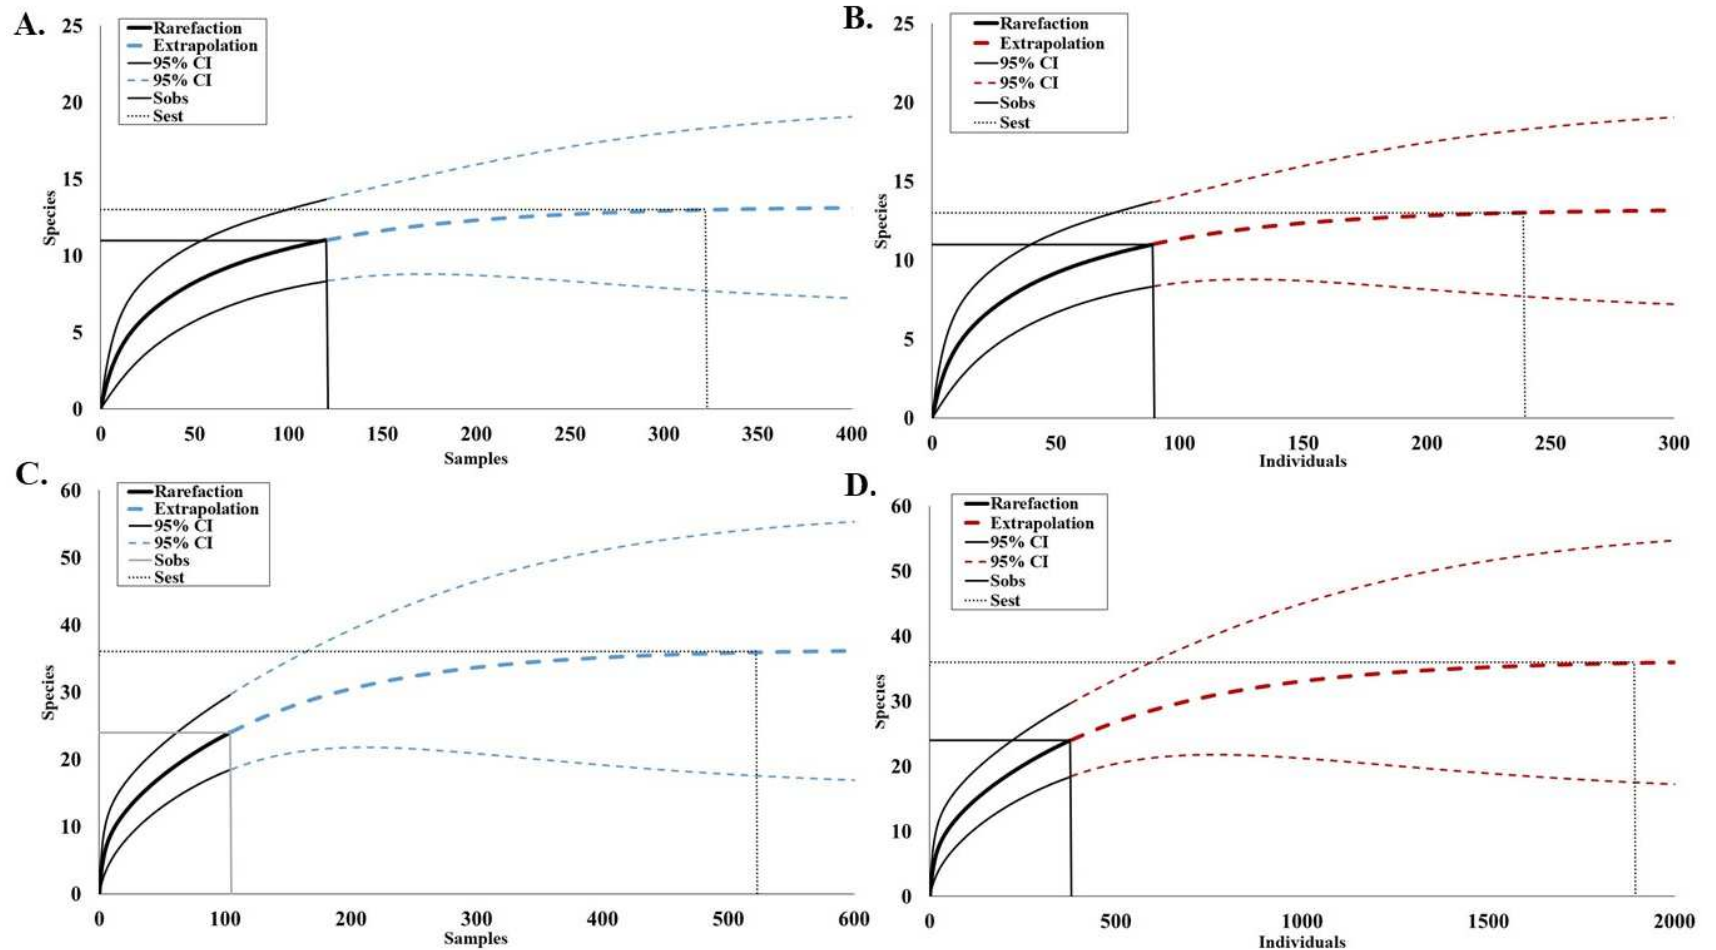 A.
25
20
15
10
5
0
Species
Rarefaction
Extrapolation
95% CI
95% CI
Sobs
Sest
0 50 100 150 200 250 300 350 400
Samples
B.
25
20
15
10
5
0
Species
Rarefaction
Extrapolation
95% CI
95% CI
Sobs
Sest
0 50 100 150 200 250 300
Individuals
C.
60
50
40
30
20
10
0
Species
Rarefaction
Extrapolation
95% CI
95% CI
Sobs
Sest
0 100 200 300 400 500 600
Samples
D.
60
50
40
30
20
10
0
Species
Rarefaction
Extrapolation
95% CI
95% CI
Sobs
Sest
0 500 1000 1500 2000
Individuals